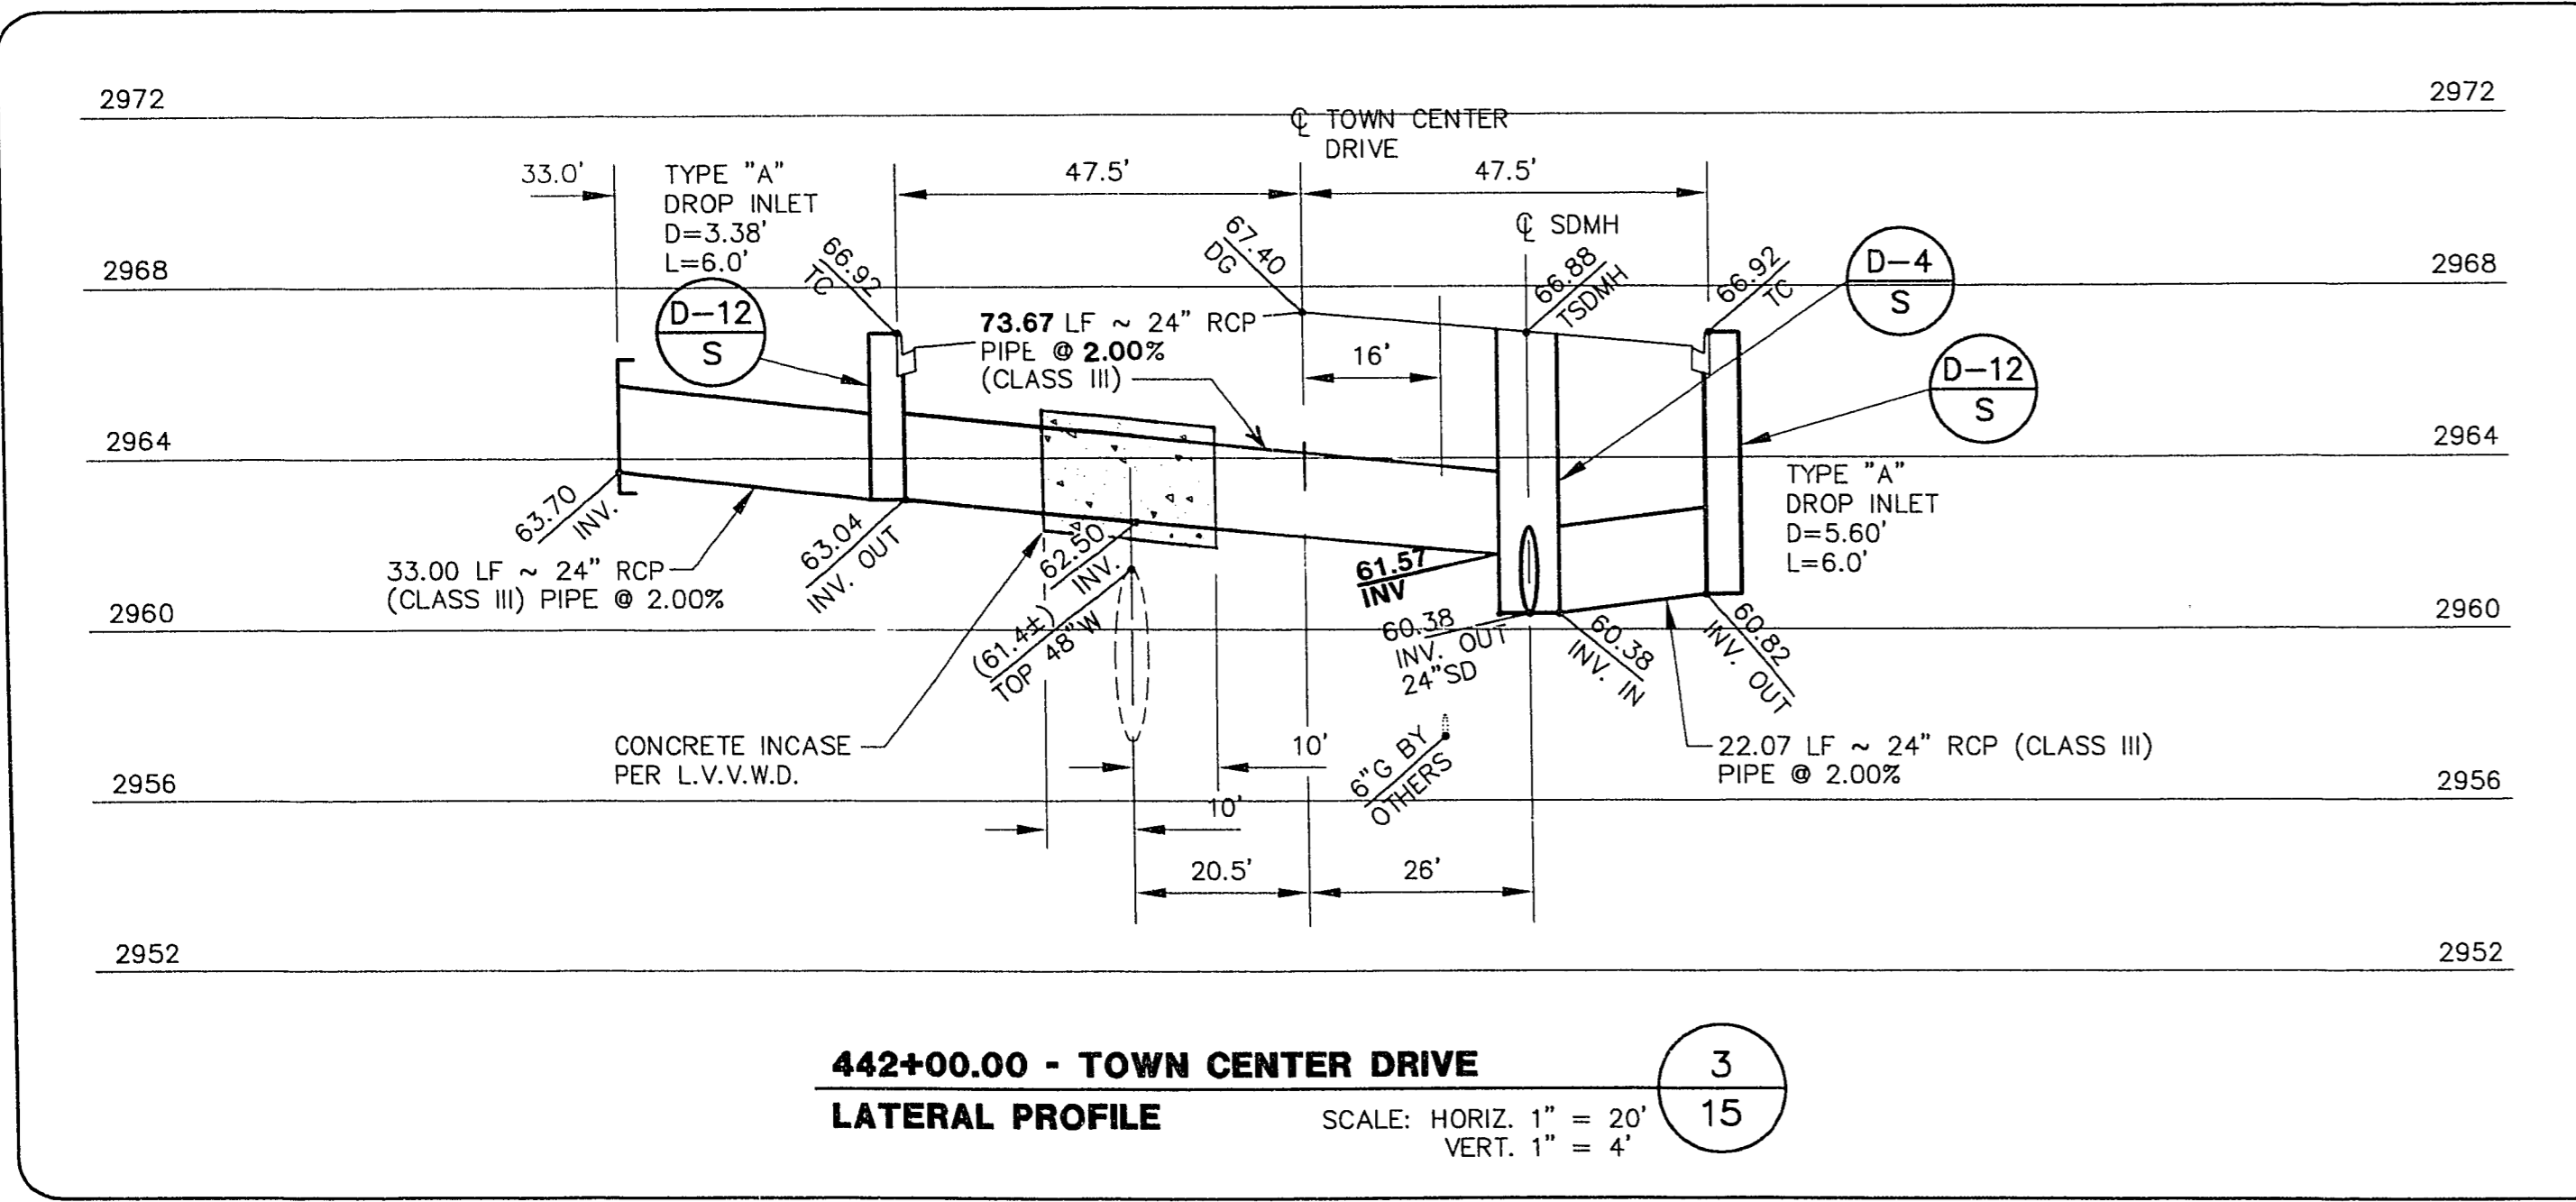 2972
2972
℄ TOWN CENTER
DRIVE
33.0'
TYPE "A"
DROP INLET
D=3.38'
L=6.0'
47.5'
47.5'
℄ SDMH
67.40
DG
66.92
TC
66.88
TSDMH
66.92
TC
D-4
S
2968
2968
D-12
S
73.67 LF ~ 24" RCP
PIPE @ 2.00%
(CLASS III)
16'
D-12
S
2964
2964
TYPE "A"
DROP INLET
D=5.60'
L=6.0'
63.70
INV.
63.04
INV. OUT
62.50
INV.
61.57
INV
33.00 LF ~ 24" RCP
(CLASS III) PIPE @ 2.00%
(61.4±)
TOP 48"W
60.38
INV. OUT
24"SD
60.38
INV. IN
60.82
INV. OUT
2960
2960
CONCRETE INCASE
PER L.V.V.W.D.
10'
6"G BY
OTHERS
22.07 LF ~ 24" RCP (CLASS III)
PIPE @ 2.00%
2956
2956
10'
20.5'
26'
2952
2952
442+00.00 - TOWN CENTER DRIVE
LATERAL PROFILE
SCALE: HORIZ. 1" = 20'
VERT. 1" = 4'
3
15